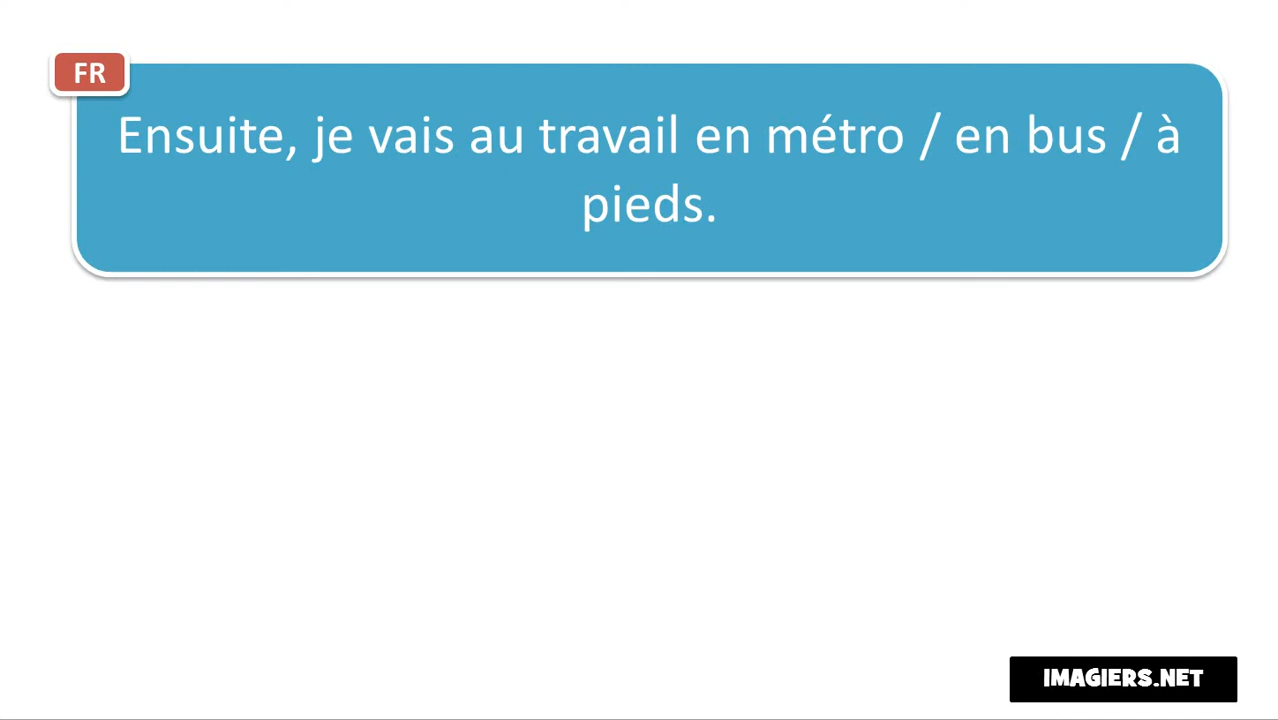 FR
Ensuite, je vais au travail en métro / en bus / à
pieds.
IMAGIERS.NET